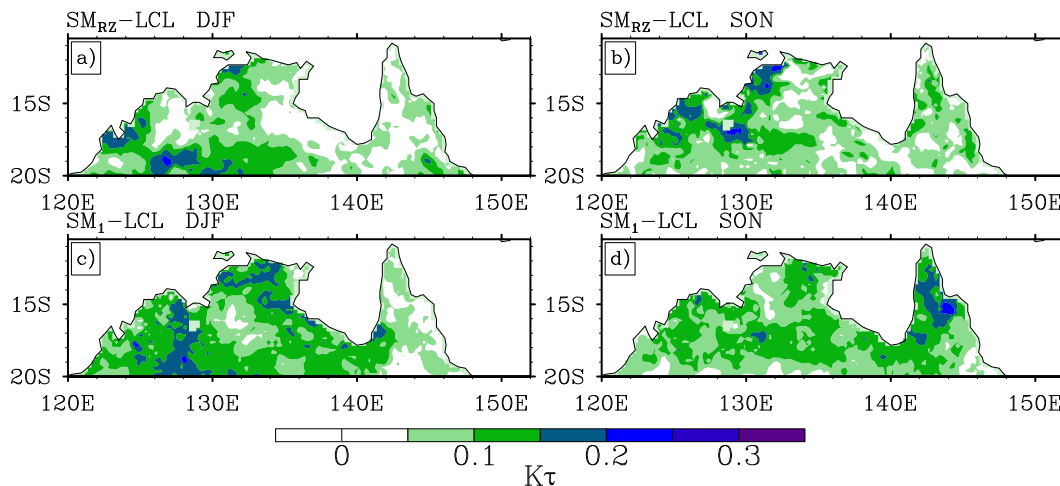 SM_RZ−LCL DJF
SM_RZ−LCL SON
a)
b)
15S
15S
20S
20S
120E 130E 140E 150E
120E 130E 140E 150E
SM_1−LCL DJF
SM_1−LCL SON
c)
d)
15S
15S
20S
20S
120E 130E 140E 150E
120E 130E 140E 150E
0 0.1 0.2 0.3
Kτ